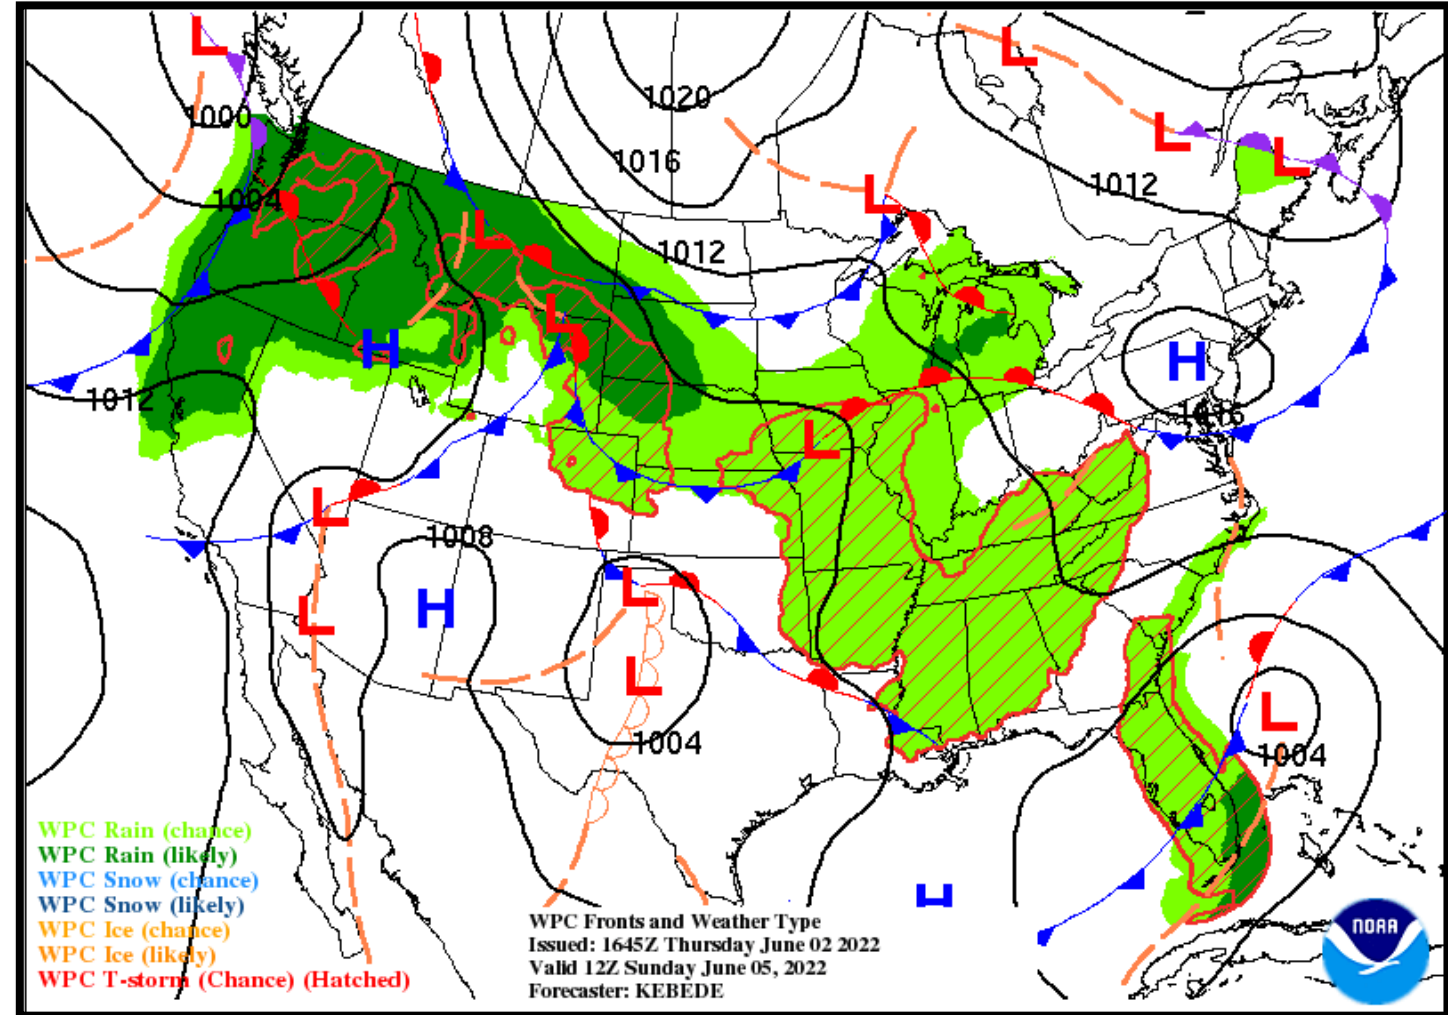 L
L
1020
1000
L
1016
L
1012
L
1004
L
L
1012
L
H
H
1012
1016
L
L
1008
L
H
L
L
L
1004
1004
WPC Rain (chance)
WPC Rain (likely)
WPC Snow (chance)
WPC Snow (likely)
WPC Ice (chance)
WPC Ice (likely)
WPC T-storm (Chance) (Hatched)
H
WPC Fronts and Weather Type
Issued: 1645Z Thursday June 02 2022
Valid 12Z Sunday June 05, 2022
Forecaster: KEBEDE
NOAA